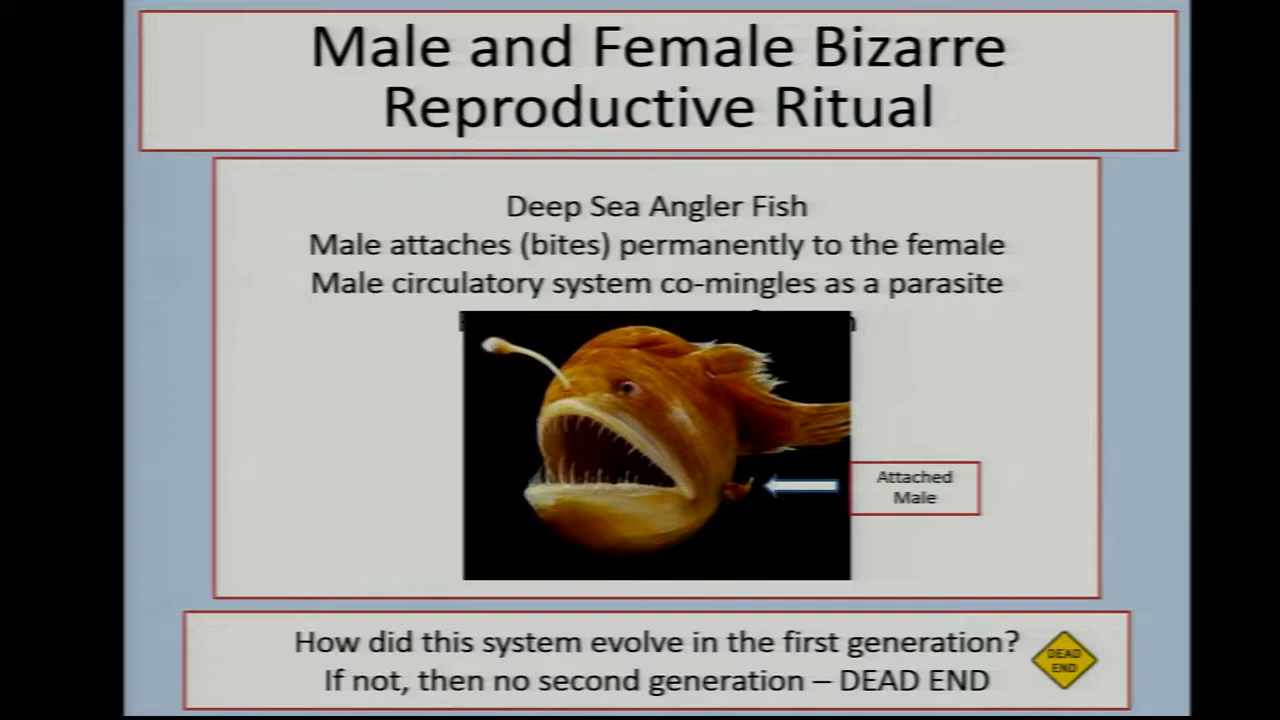 Male and Female Bizarre
Reproductive Ritual
Deep Sea Angler Fish
Male attaches (bites) permanently to the female
Male circulatory system co-mingles as a parasite
Attached
Male
How did this system evolve in the first generation?
If not, then no second generation – DEAD END
DEAD
END